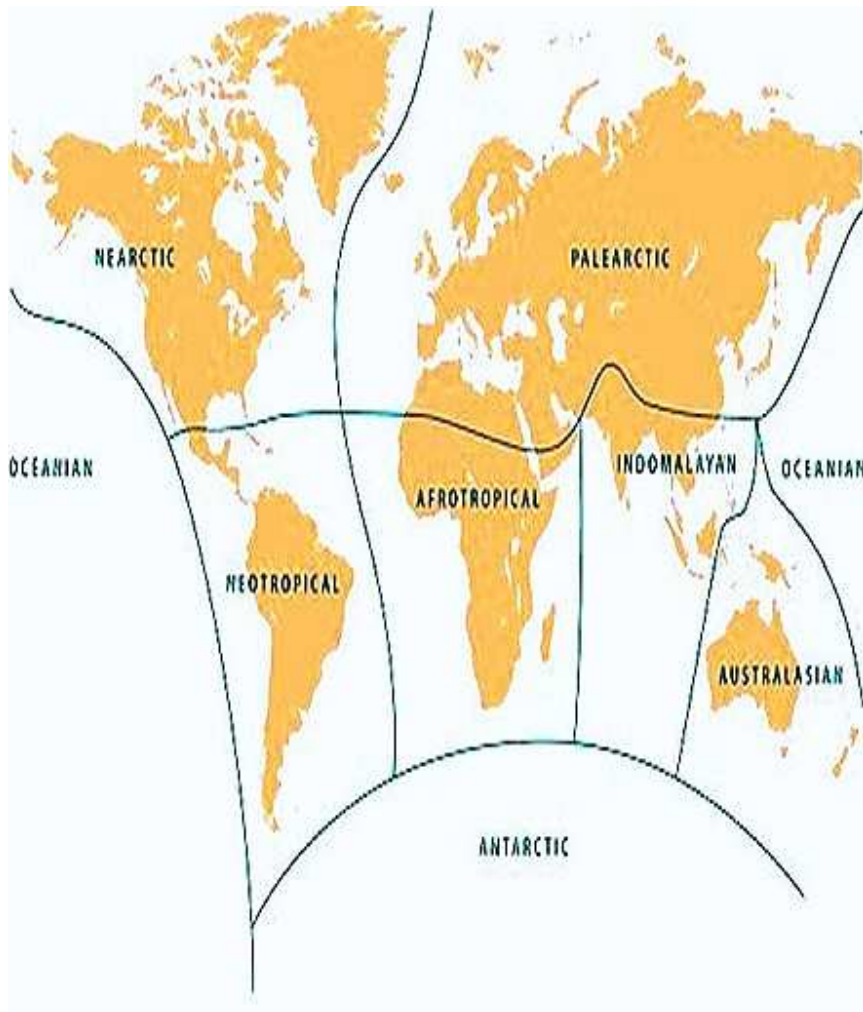 NEARCTIC
PALEARCTIC
OCEANIAN
AFROTROPICAL
INDOMALAYAN
OCEANIAN
NEOTROPICAL
AUSTRALASIAN
ANTARCTIC